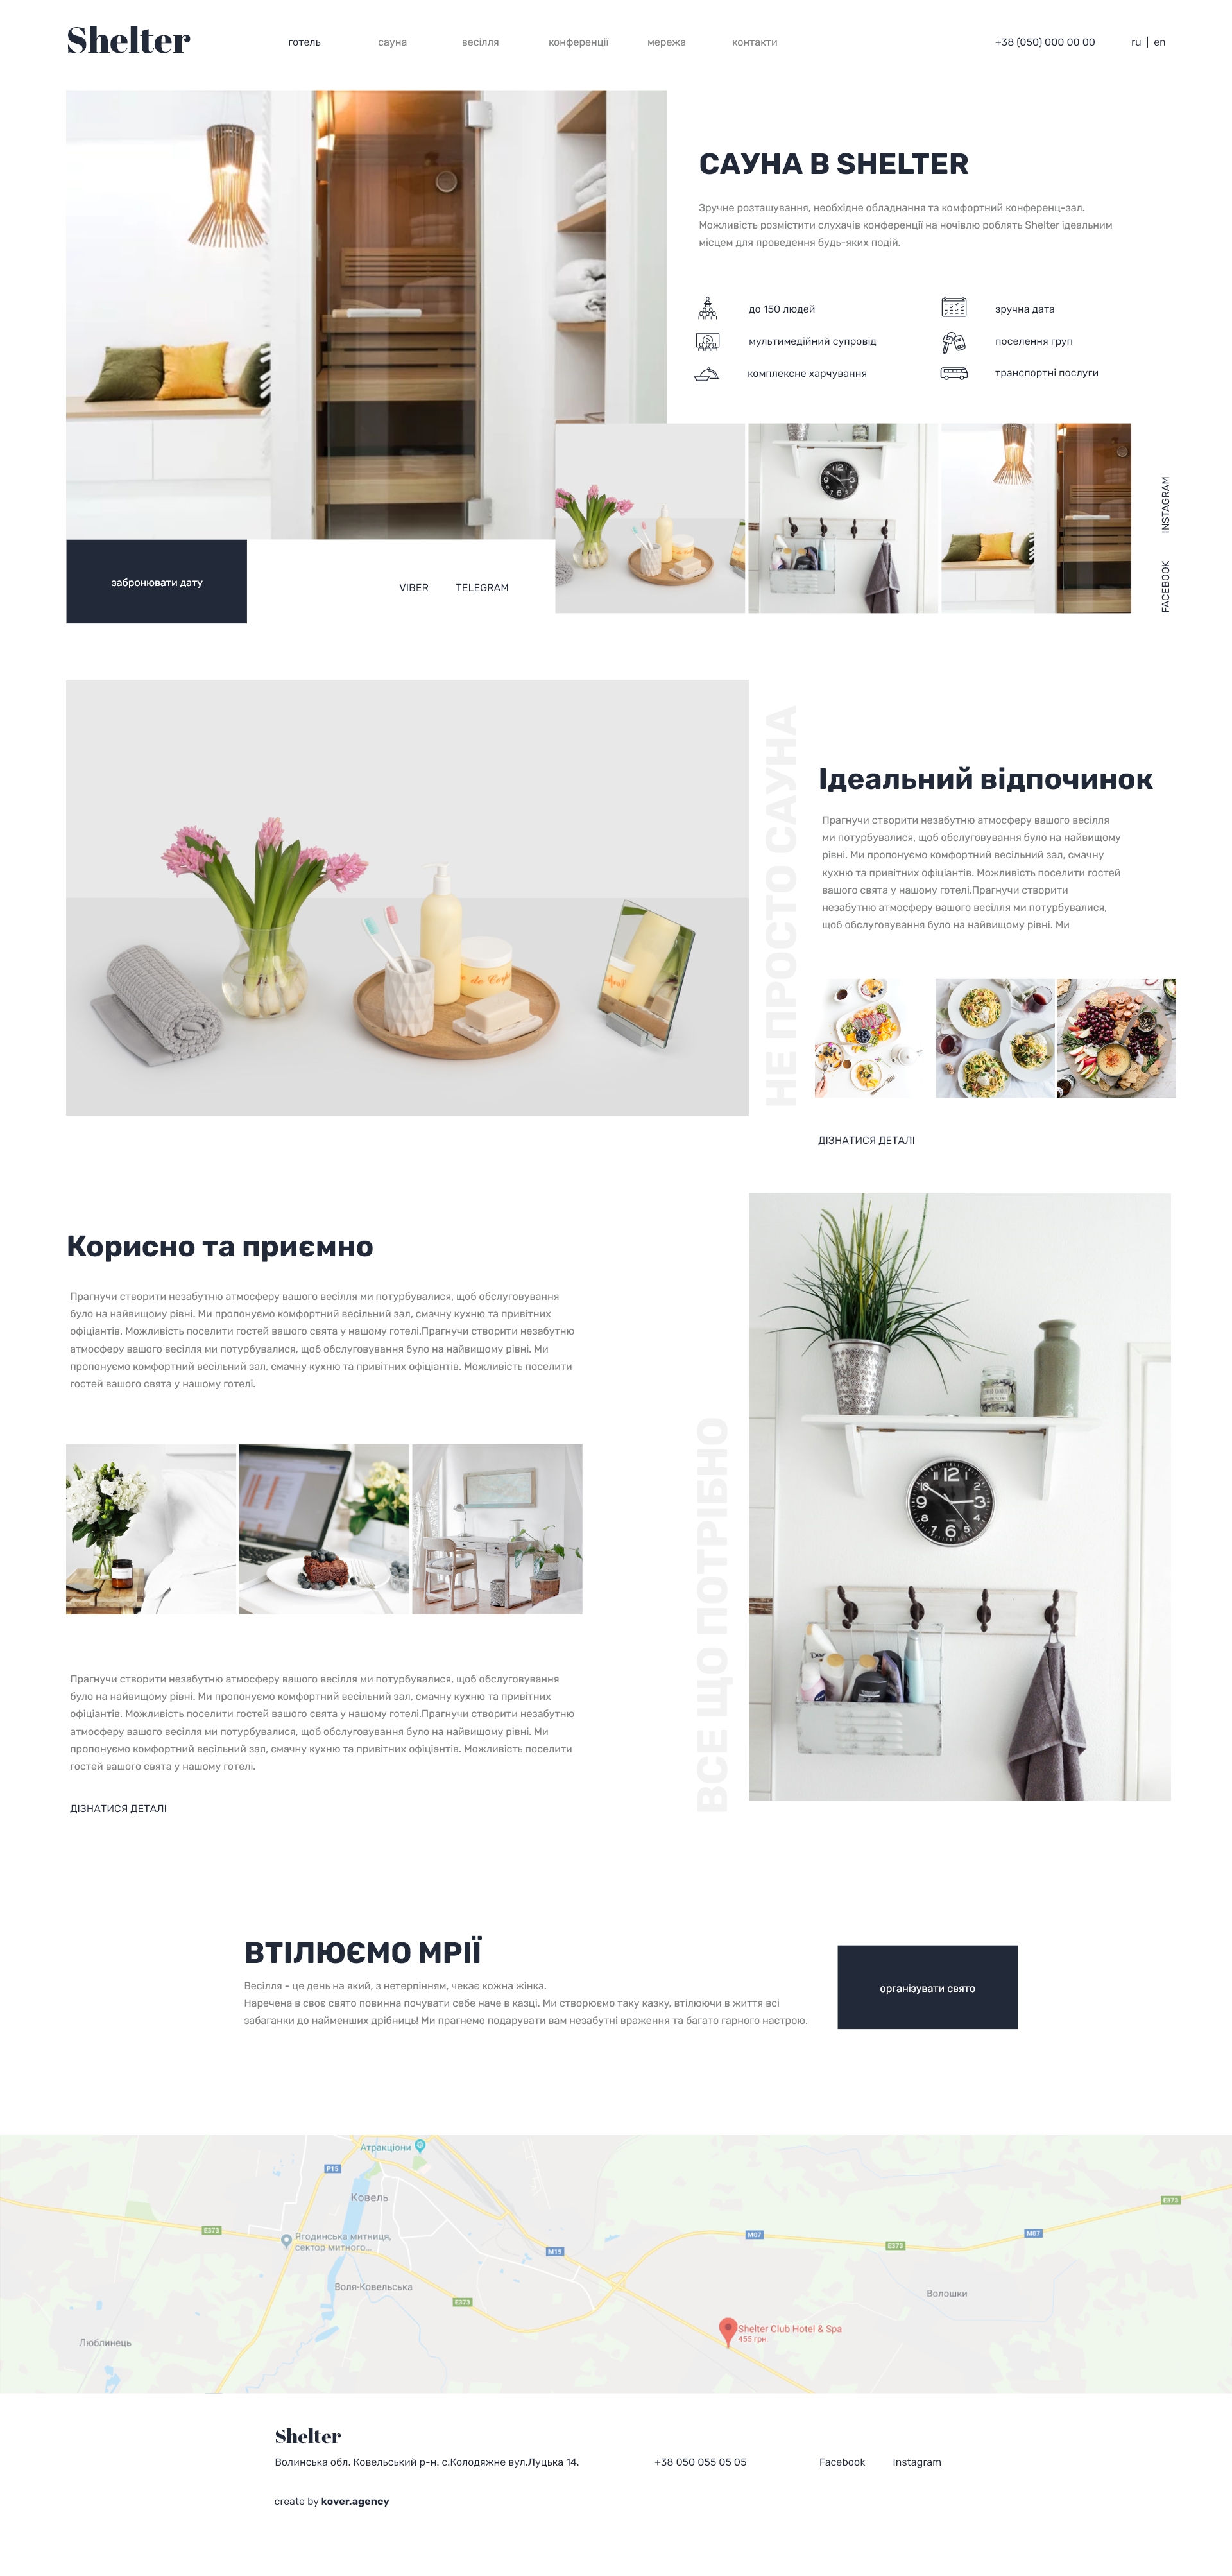 Shelter
готель
сауна
весілля
конференції
мережа
контакти
+38 (050) 000 00 00
ru | en
САУНА В SHELTER
Зручне розташування, необхідне обладнання та комфортний конференц-зал.
Можливість розмістити слухачів конференції на ночівлю роблять Shelter ідеальним
місцем для проведення будь-яких подій.
до 150 людей
зручна дата
мультимедійний супровід
поселення груп
комплексне харчування
транспортні послуги
INSTAGRAM
FACEBOOK
забронювати дату
VIBER
TELEGRAM
НЕ ПРОСТО САУНА
Ідеальний відпочинок
Прагнучи створити незабутню атмосферу вашого весілля
ми потурбувалися, щоб обслуговування було на найвищому
рівні. Ми пропонуємо комфортний весільний зал, смачну
кухню та привітних офіціантів. Можливість поселити гостей
вашого свята у нашому готелі.Прагнучи створити
незабутню атмосферу вашого весілля ми потурбувалися,
щоб обслуговування було на найвищому рівні. Ми
ДІЗНАТИСЯ ДЕТАЛІ
Корисно та приємно
Прагнучи створити незабутню атмосферу вашого весілля ми потурбувалися, щоб обслуговування
було на найвищому рівні. Ми пропонуємо комфортний весільний зал, смачну кухню та привітних
офіціантів. Можливість поселити гостей вашого свята у нашому готелі.Прагнучи створити незабутню
атмосферу вашого весілля ми потурбувалися, щоб обслуговування було на найвищому рівні. Ми
пропонуємо комфортний весільний зал, смачну кухню та привітних офіціантів. Можливість поселити
гостей вашого свята у нашому готелі.
ВСЕ ЩО ПОТРІБНО
12
3
6
9
Прагнучи створити незабутню атмосферу вашого весілля ми потурбувалися, щоб обслуговування
було на найвищому рівні. Ми пропонуємо комфортний весільний зал, смачну кухню та привітних
офіціантів. Можливість поселити гостей вашого свята у нашому готелі.Прагнучи створити незабутню
атмосферу вашого весілля ми потурбувалися, щоб обслуговування було на найвищому рівні. Ми
пропонуємо комфортний весільний зал, смачну кухню та привітних офіціантів. Можливість поселити
гостей вашого свята у нашому готелі.
ДІЗНАТИСЯ ДЕТАЛІ
ВТІЛЮЄМО МРІЇ
Весілля - це день на який, з нетерпінням, чекає кожна жінка.
Наречена в своє свято повинна почувати себе наче в казці. Ми створюємо таку казку, втілюючи в життя всі
забаганки до найменших дрібниць! Ми прагнемо подарувати вам незабутні враження та багато гарного настрою.
організувати свято
Атракціони
P15
Ковель
E373
E373
Ягодинська митниця,
сектор митного...
M07
M07
E373
M19
Воля-Ковельська
Волошки
E373
Shelter Club Hotel & Spa
455 грн.
Люблинець
Shelter
Волинська обл. Ковельський р-н. с.Колодяжне вул.Луцька 14.
+38 050 055 05 05
Facebook
Instagram
create by kover.agency